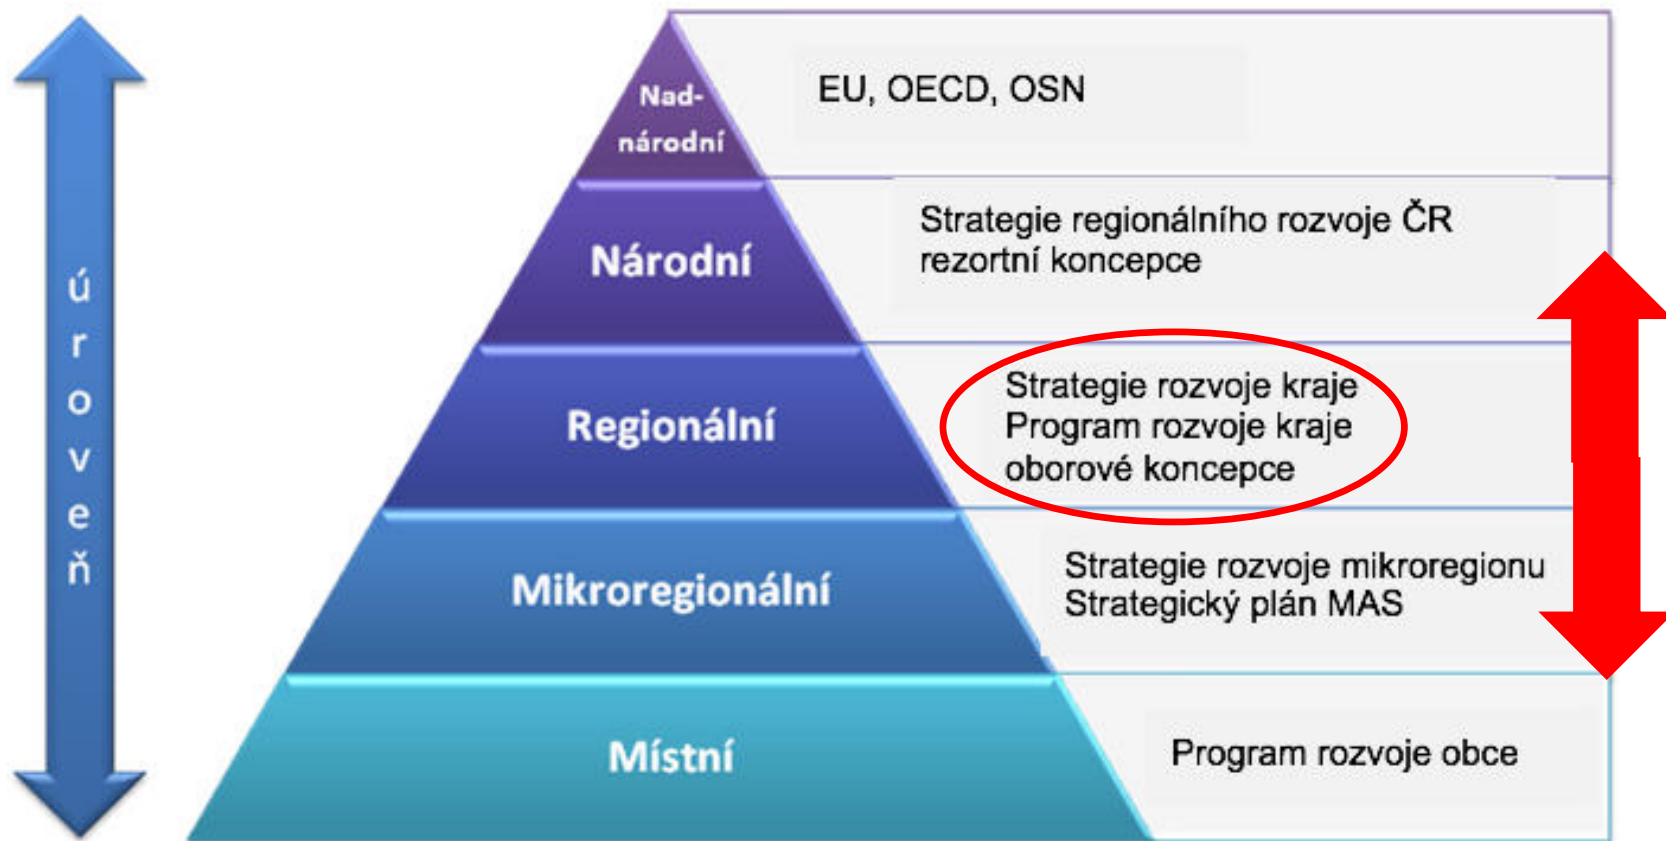 úroveň
Nad-
národní
EU, OECD, OSN
Národní
Strategie regionálního rozvoje ČR
rezortní koncepce
Regionální
Strategie rozvoje kraje
Program rozvoje kraje
oborové koncepce
Mikroregionální
Strategie rozvoje mikroregionu
Strategický plán MAS
Místní
Program rozvoje obce